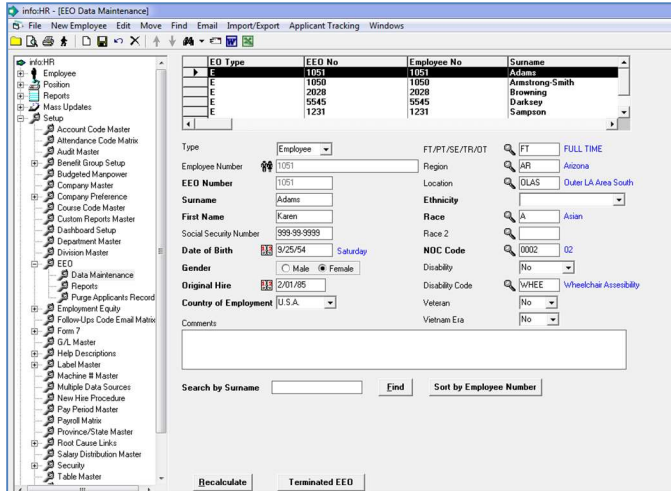 info:HR - [EEO Data Maintenance]
File New Employee Edit Move Find Email Import/Export Applicant Tracking Windows
info:HR
Employee
Position
Reports
Mass Updates
Setup
Account Code Master
Attendance Code Matrix
Audit Master
Benefit Group Setup
Budgeted Manpower
Company Master
Company Preference
Course Code Master
Custom Reports Master
Dashboard Setup
Department Master
Division Master
EEO
Data Maintenance
Reports
Purge Applicants Record
Employment Equity
Follow-Ups Code Email Matrix
Form 7
G/L Master
Help Descriptions
Label Master
Machine # Master
Multiple Data Sources
New Hire Procedure
Pay Period Master
Payroll Matrix
Province/State Master
Root Cause Links
Salary Distribution Master
Security
Table Master
EO Type EEO No Employee No Surname
E 1051 1051 Adams
E 1050 1050 Armstrong-Smith
E 2028 2028 Browning
E 5545 5545 Darksey
E 1231 1231 Sampson
Type Employee FT/PT/SE/TR/OT FT FULL TIME
Employee Number 1051 Region AR Arizona
EEO Number 1051 Location OLAS Outer LA Area South
Surname Adams Ethnicity
First Name Karen Race A Asian
Social Security Number 999-99-9999 Race 2
Date of Birth 9/25/54 Saturday NOC Code 0002 02
Gender Male Female Disability No
Original Hire 2/01/85 Disability Code WHEE Wheelchair Assesibility
Country of Employment U.S.A. Veteran No
Vietnam Era No
Comments
Search by Surname Find Sort by Employee Number
Recalculate Terminated EEO